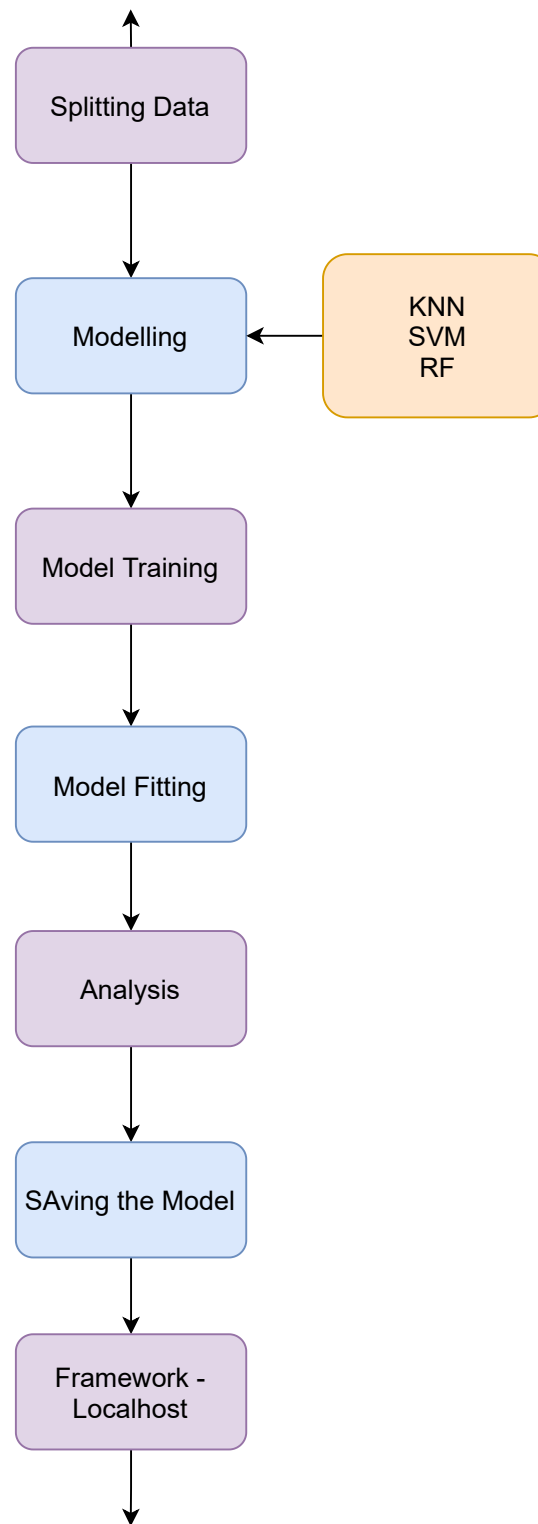 Splitting Data
Modelling
KNN
SVM
RF
Model Training
Model Fitting
Analysis
SAving the Model
Framework -
Localhost